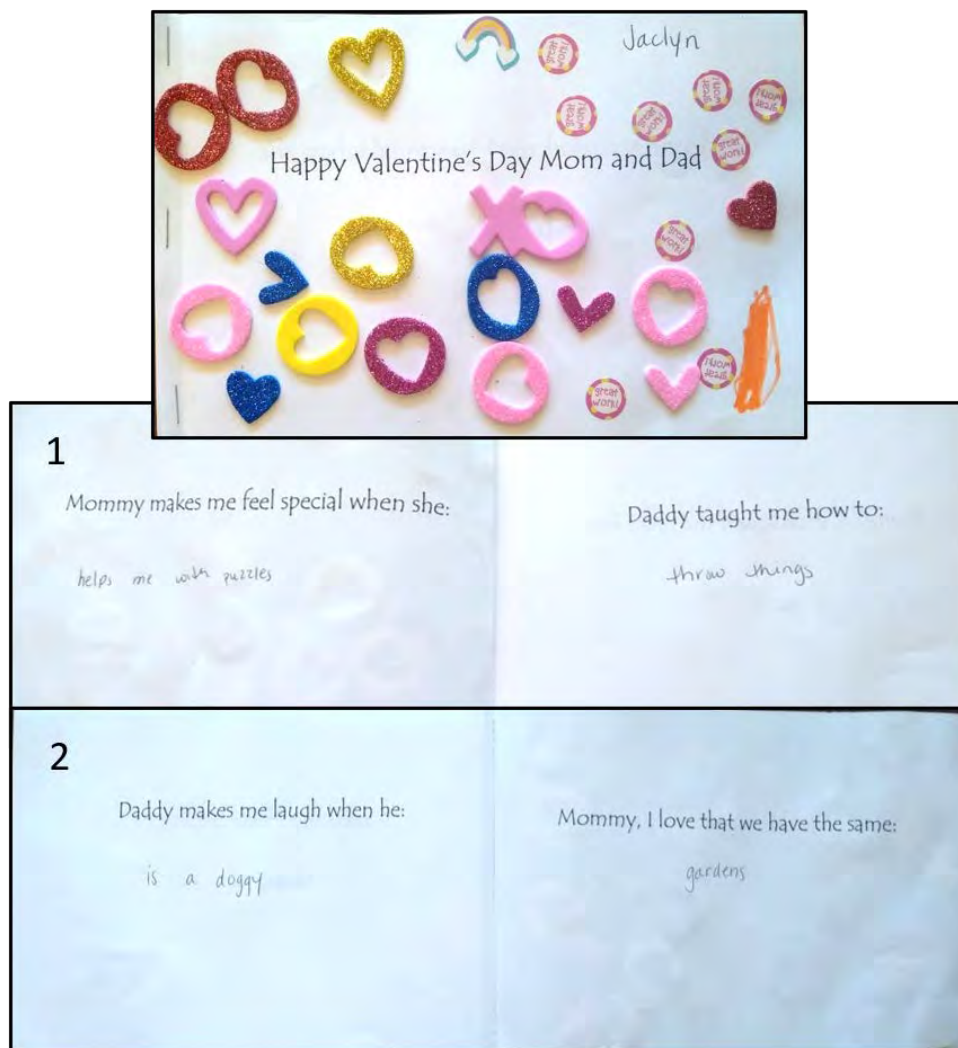 Jaclyn
great work!
great work!
great work!
great work!
great work!
great work!
Happy Valentine's Day Mom and Dad
great work!
great work!
great work!
1
Mommy makes me feel special when she:
helps me with puzzles
Daddy taught me how to:
throw things
2
Daddy makes me laugh when he:
is a doggy
Mommy, I love that we have the same:
gardens